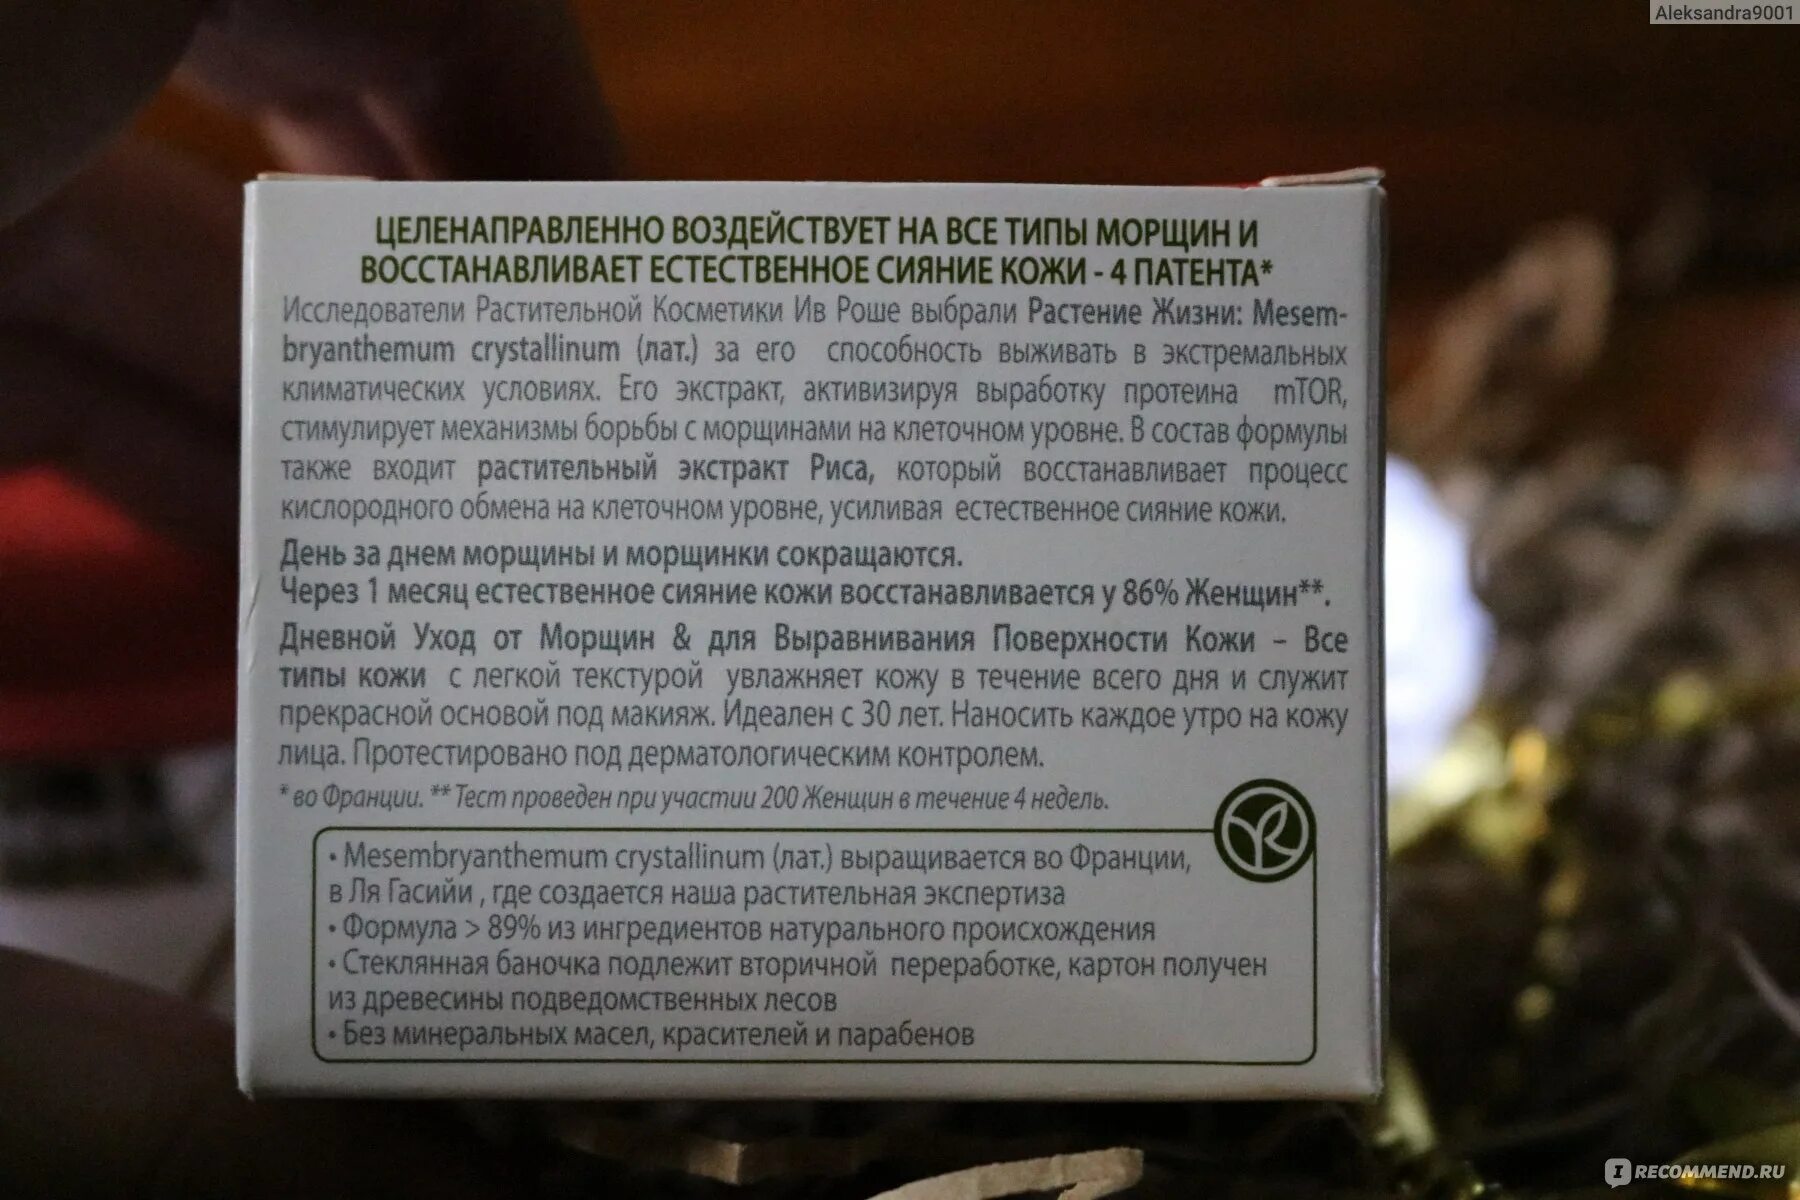 Aleksandra9001
ЦЕЛЕНАПРАВЛЕННО ВОЗДЕЙСТВУЕТ НА ВСЕ ТИПЫ МОРЩИН И
ВОССТАНАВЛИВАЕТ ЕСТЕСТВЕННОЕ СИЯНИЕ КОЖИ - 4 ПАТЕНТА*
Исследователи Растительной Косметики Ив Роше выбрали Растение Жизни: Mesem-
bryanthemum crystallinum (лат.) за его способность выживать в экстремальных
климатических условиях. Его экстракт, активизируя выработку протеина mTOR,
стимулирует механизмы борьбы с морщинами на клеточном уровне. В состав формулы
также входит растительный экстракт Риса, который восстанавливает процесс
кислородного обмена на клеточном уровне, усиливая естественное сияние кожи.
День за днем морщины и морщинки сокращаются.
Через 1 месяц естественное сияние кожи восстанавливается у 86% Женщин**.
Дневной Уход от Морщин & для Выравнивания Поверхности Кожи – Все
типы кожи с легкой текстурой увлажняет кожу в течение всего дня и служит
прекрасной основой под макияж. Идеален с 30 лет. Наносить каждое утро на кожу
лица. Протестировано под дерматологическим контролем.
* во Франции. ** Тест проведен при участии 200 Женщин в течение 4 недель.
• Mesembryanthemum crystallinum (лат.) выращивается во Франции,
в Ля Гасийи , где создается наша растительная экспертиза
• Формула > 89% из ингредиентов натурального происхождения
• Стеклянная баночка подлежит вторичной переработке, картон получен
из древесины подведомственных лесов
• Без минеральных масел, красителей и парабенов
IRECOMMEND.RU